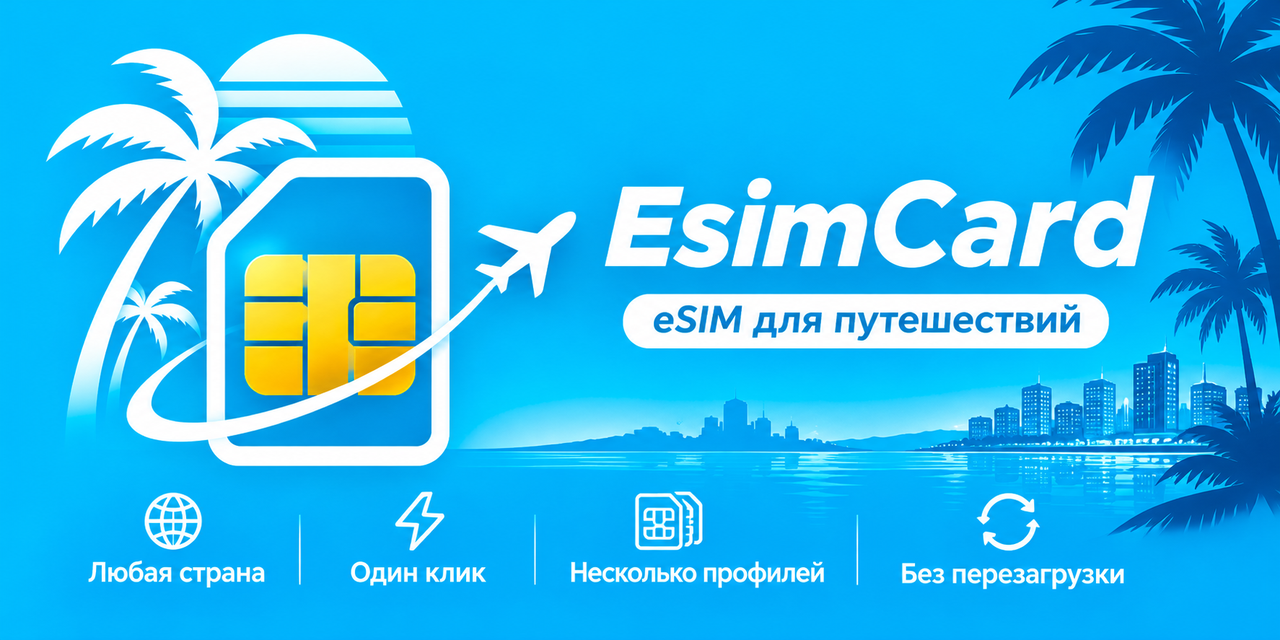 EsimCard
eSIM для путешествий
Любая страна
Один клик
Несколько профилей
Без перезагрузки